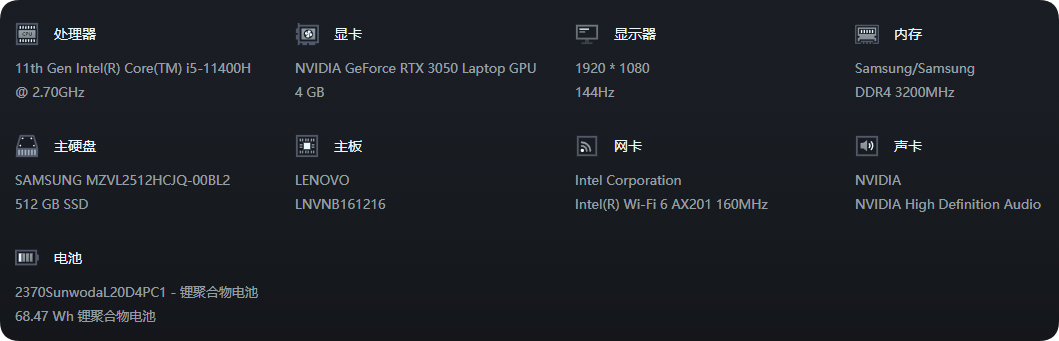 处理器
11th Gen Intel(R) Core(TM) i5-11400H
@ 2.70GHz
显卡
NVIDIA GeForce RTX 3050 Laptop GPU
4 GB
显示器
1920 * 1080
144Hz
内存
Samsung/Samsung
DDR4 3200MHz
主硬盘
SAMSUNG MZVL2512HCJQ-00BL2
512 GB SSD
主板
LENOVO
LNVNB161216
网卡
Intel Corporation
Intel(R) Wi-Fi 6 AX201 160MHz
声卡
NVIDIA
NVIDIA High Definition Audio
电池
2370SunwodaL20D4PC1 - 锂聚合物电池
68.47 Wh 锂聚合物电池